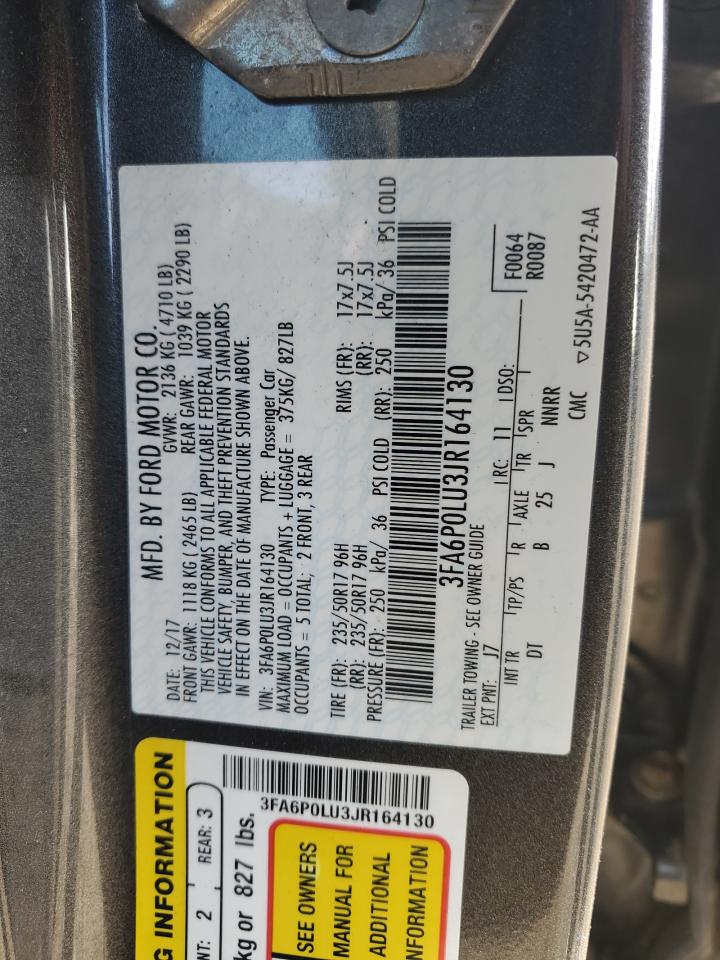 MFD. BY FORD MOTOR CO.
DATE: 12/17 GVWR: 2136 KG ( 4710 LB)
FRONT GAWR: 1118 KG ( 2465 LB) REAR GAWR: 1039 KG ( 2290 LB)
THIS VEHICLE CONFORMS TO ALL APPLICABLE FEDERAL MOTOR
VEHICLE SAFETY, BUMPER, AND THEFT PREVENTION STANDARDS
IN EFFECT ON THE DATE OF MANUFACTURE SHOWN ABOVE.
VIN: 3FA6P0LU3JR164130 TYPE: Passenger Car
MAXIMUM LOAD = OCCUPANTS + LUGGAGE = 375KG/ 827LB
OCCUPANTS = 5 TOTAL; 2 FRONT, 3 REAR
TIRE (FR): 235/50R17 96H RIMS (FR): 17x7.5J
(RR): 235/50R17 96H (RR): 17x7.5J
PRESSURE (FR): 250 kPa/ 36 PSI COLD (RR): 250 kPa/ 36 PSI COLD
3FA6P0LU3JR164130
TRAILER TOWING - SEE OWNER GUIDE
EXT PNT: J7 RC: 11 DSO: F0064
INT TR TP/PS R AXLE TR SPR R0087
DT B 25 J NNRR
CMC ▽5U5A-5420472-AA
G INFORMATION
NT: 2 REAR: 3
kg or 827 lbs.
3FA6P0LU3JR164130
SEE OWNERS
MANUAL FOR
ADDITIONAL
INFORMATION